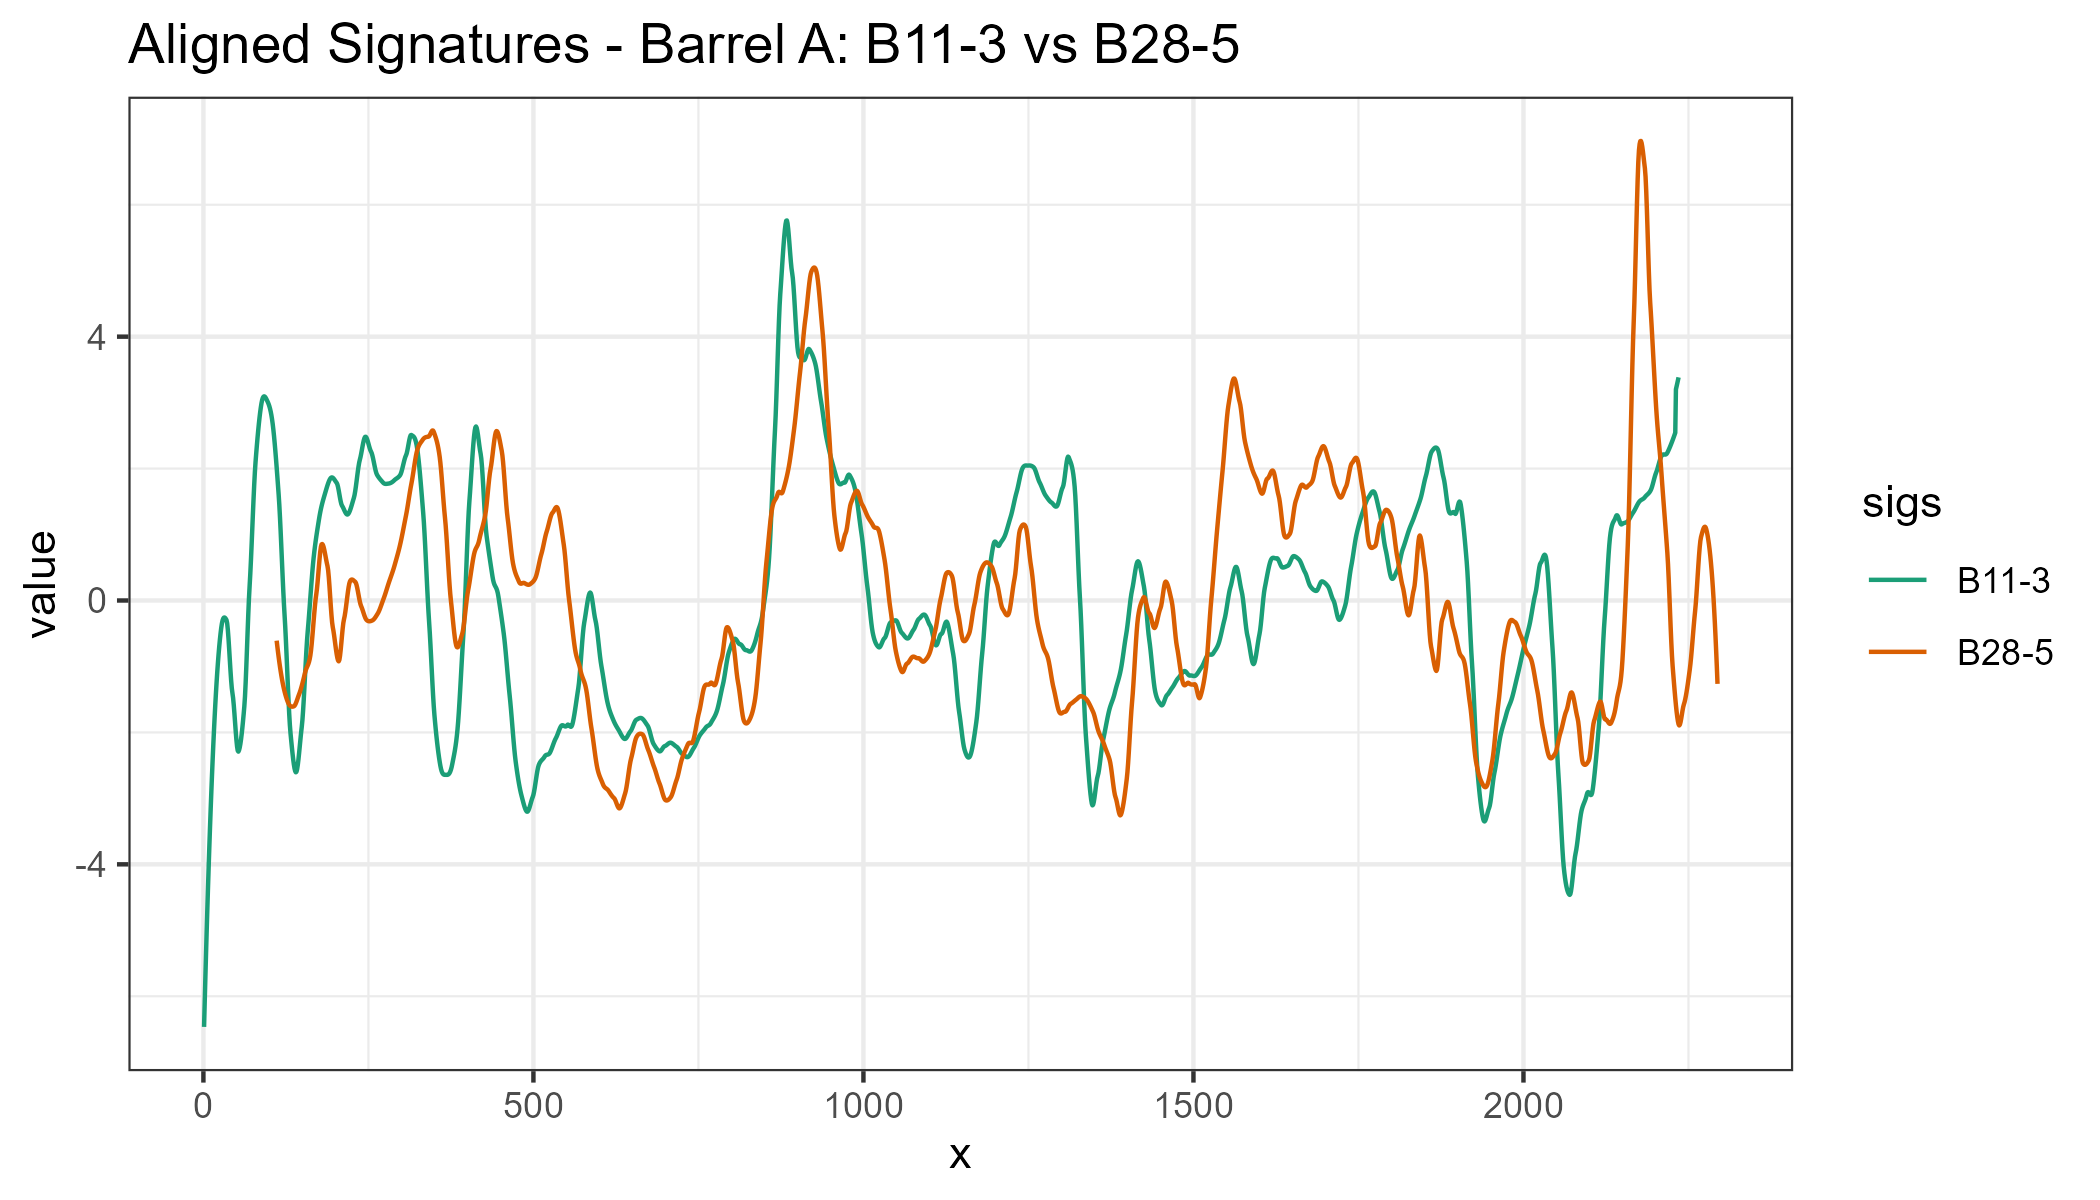 Aligned Signatures - Barrel A: B11-3 vs B28-5
value
4
0
-4
0 500 1000 1500 2000
x
sigs
B11-3
B28-5